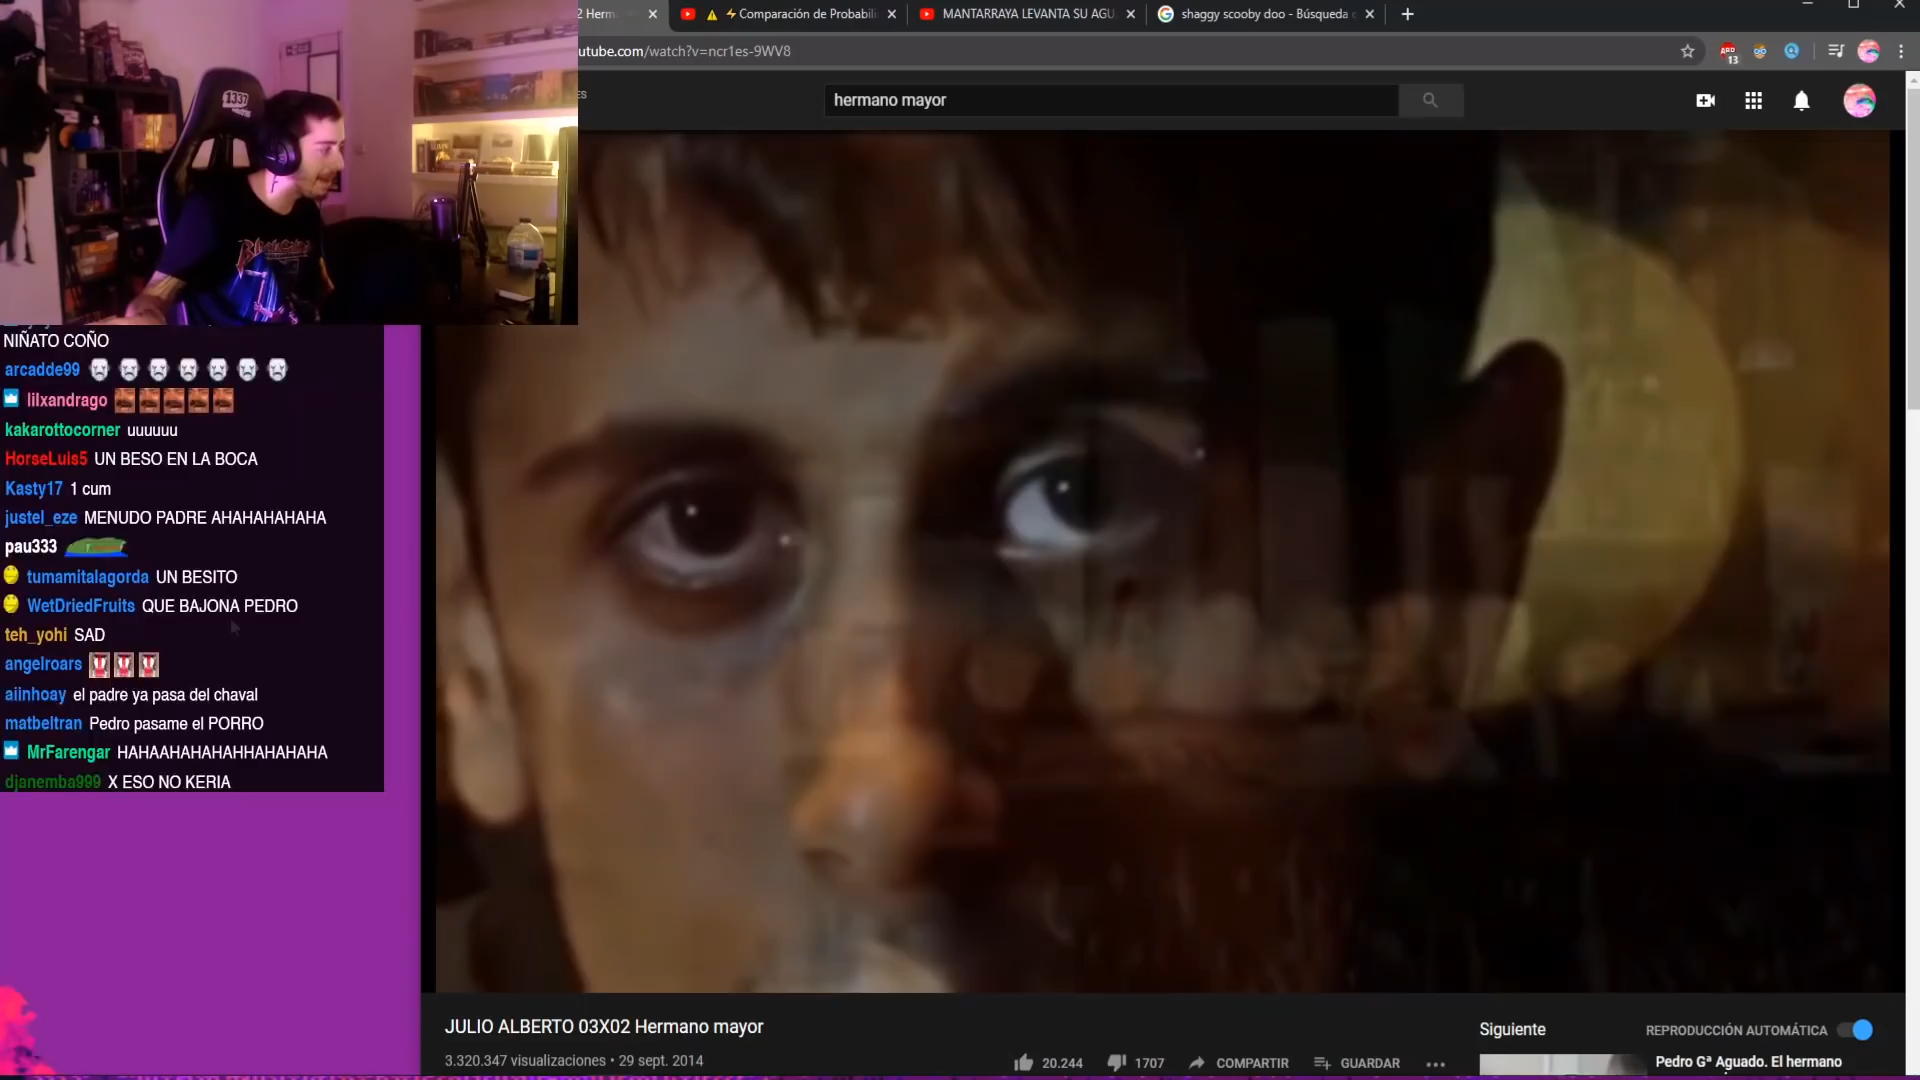 2 Herm
⚡Comparación de Probabili
MANTARRAYA LEVANTA SU AGU
shaggy scooby doo - Búsqueda
utube.com/watch?v=ncr1es-9WV8
13
ES
hermano mayor
1337
NIÑATO COÑO
arcadde99
lilxandrago
kakarottocorner uuuuuu
HorseLuis5 UN BESO EN LA BOCA
Kasty17 1 cum
justel_eze MENUDO PADRE AHAHAHAHAHA
pau333
tumamitalagorda UN BESITO
WetDriedFruits QUE BAJONA PEDRO
teh_yohi SAD
angelroars
aiinhoay el padre ya pasa del chaval
matbeltran Pedro pasame el PORRO
MrFarengar HAHAAHAHAHAHHAHAHAHA
djanemba999 X ESO NO KERIA
JULIO ALBERTO 03X02 Hermano mayor
3.320.347 visualizaciones • 29 sept. 2014
20.244
1707
COMPARTIR
GUARDAR
Siguiente
REPRODUCCIÓN AUTOMÁTICA
Pedro Gª Aguado. El hermano